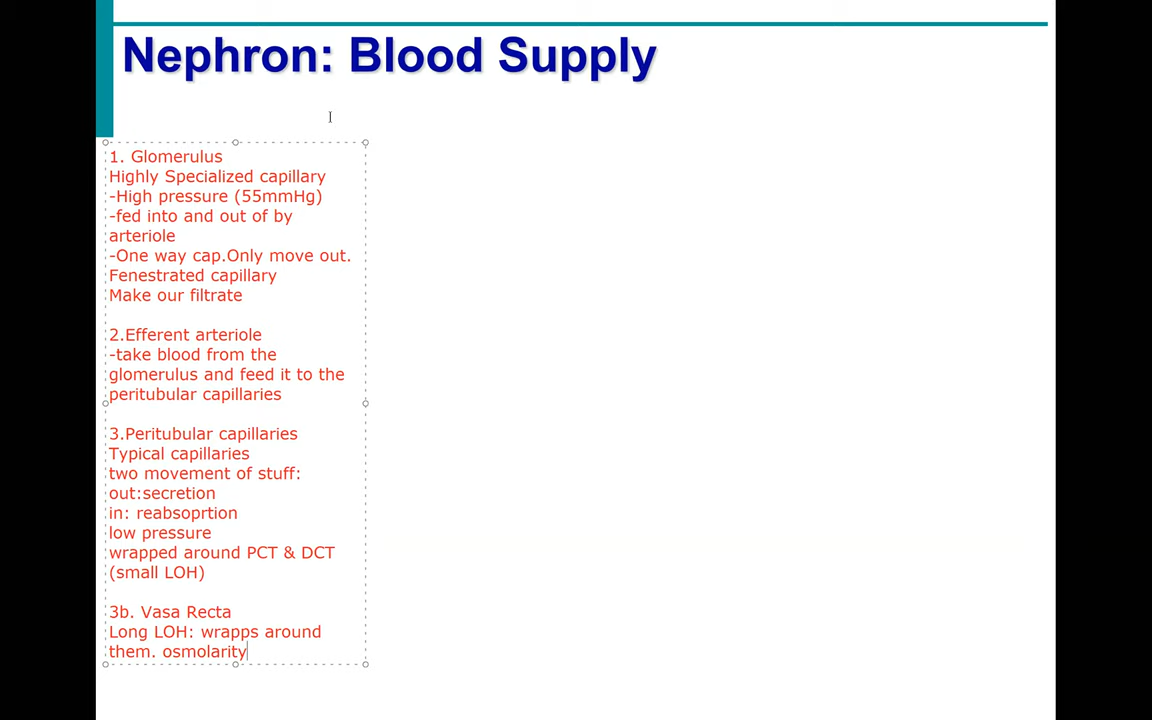 Nephron: Blood Supply
1. Glomerulus
Highly Specialized capillary
-High pressure (55mmHg)
-fed into and out of by
arteriole
-One way cap.Only move out.
Fenestrated capillary
Make our filtrate
2.Efferent arteriole
-take blood from the
glomerulus and feed it to the
peritubular capillaries
3.Peritubular capillaries
Typical capillaries
two movement of stuff:
out:secretion
in: reabsoprtion
low pressure
wrapped around PCT & DCT
(small LOH)
3b. Vasa Recta
Long LOH: wrapps around
them. osmolarity